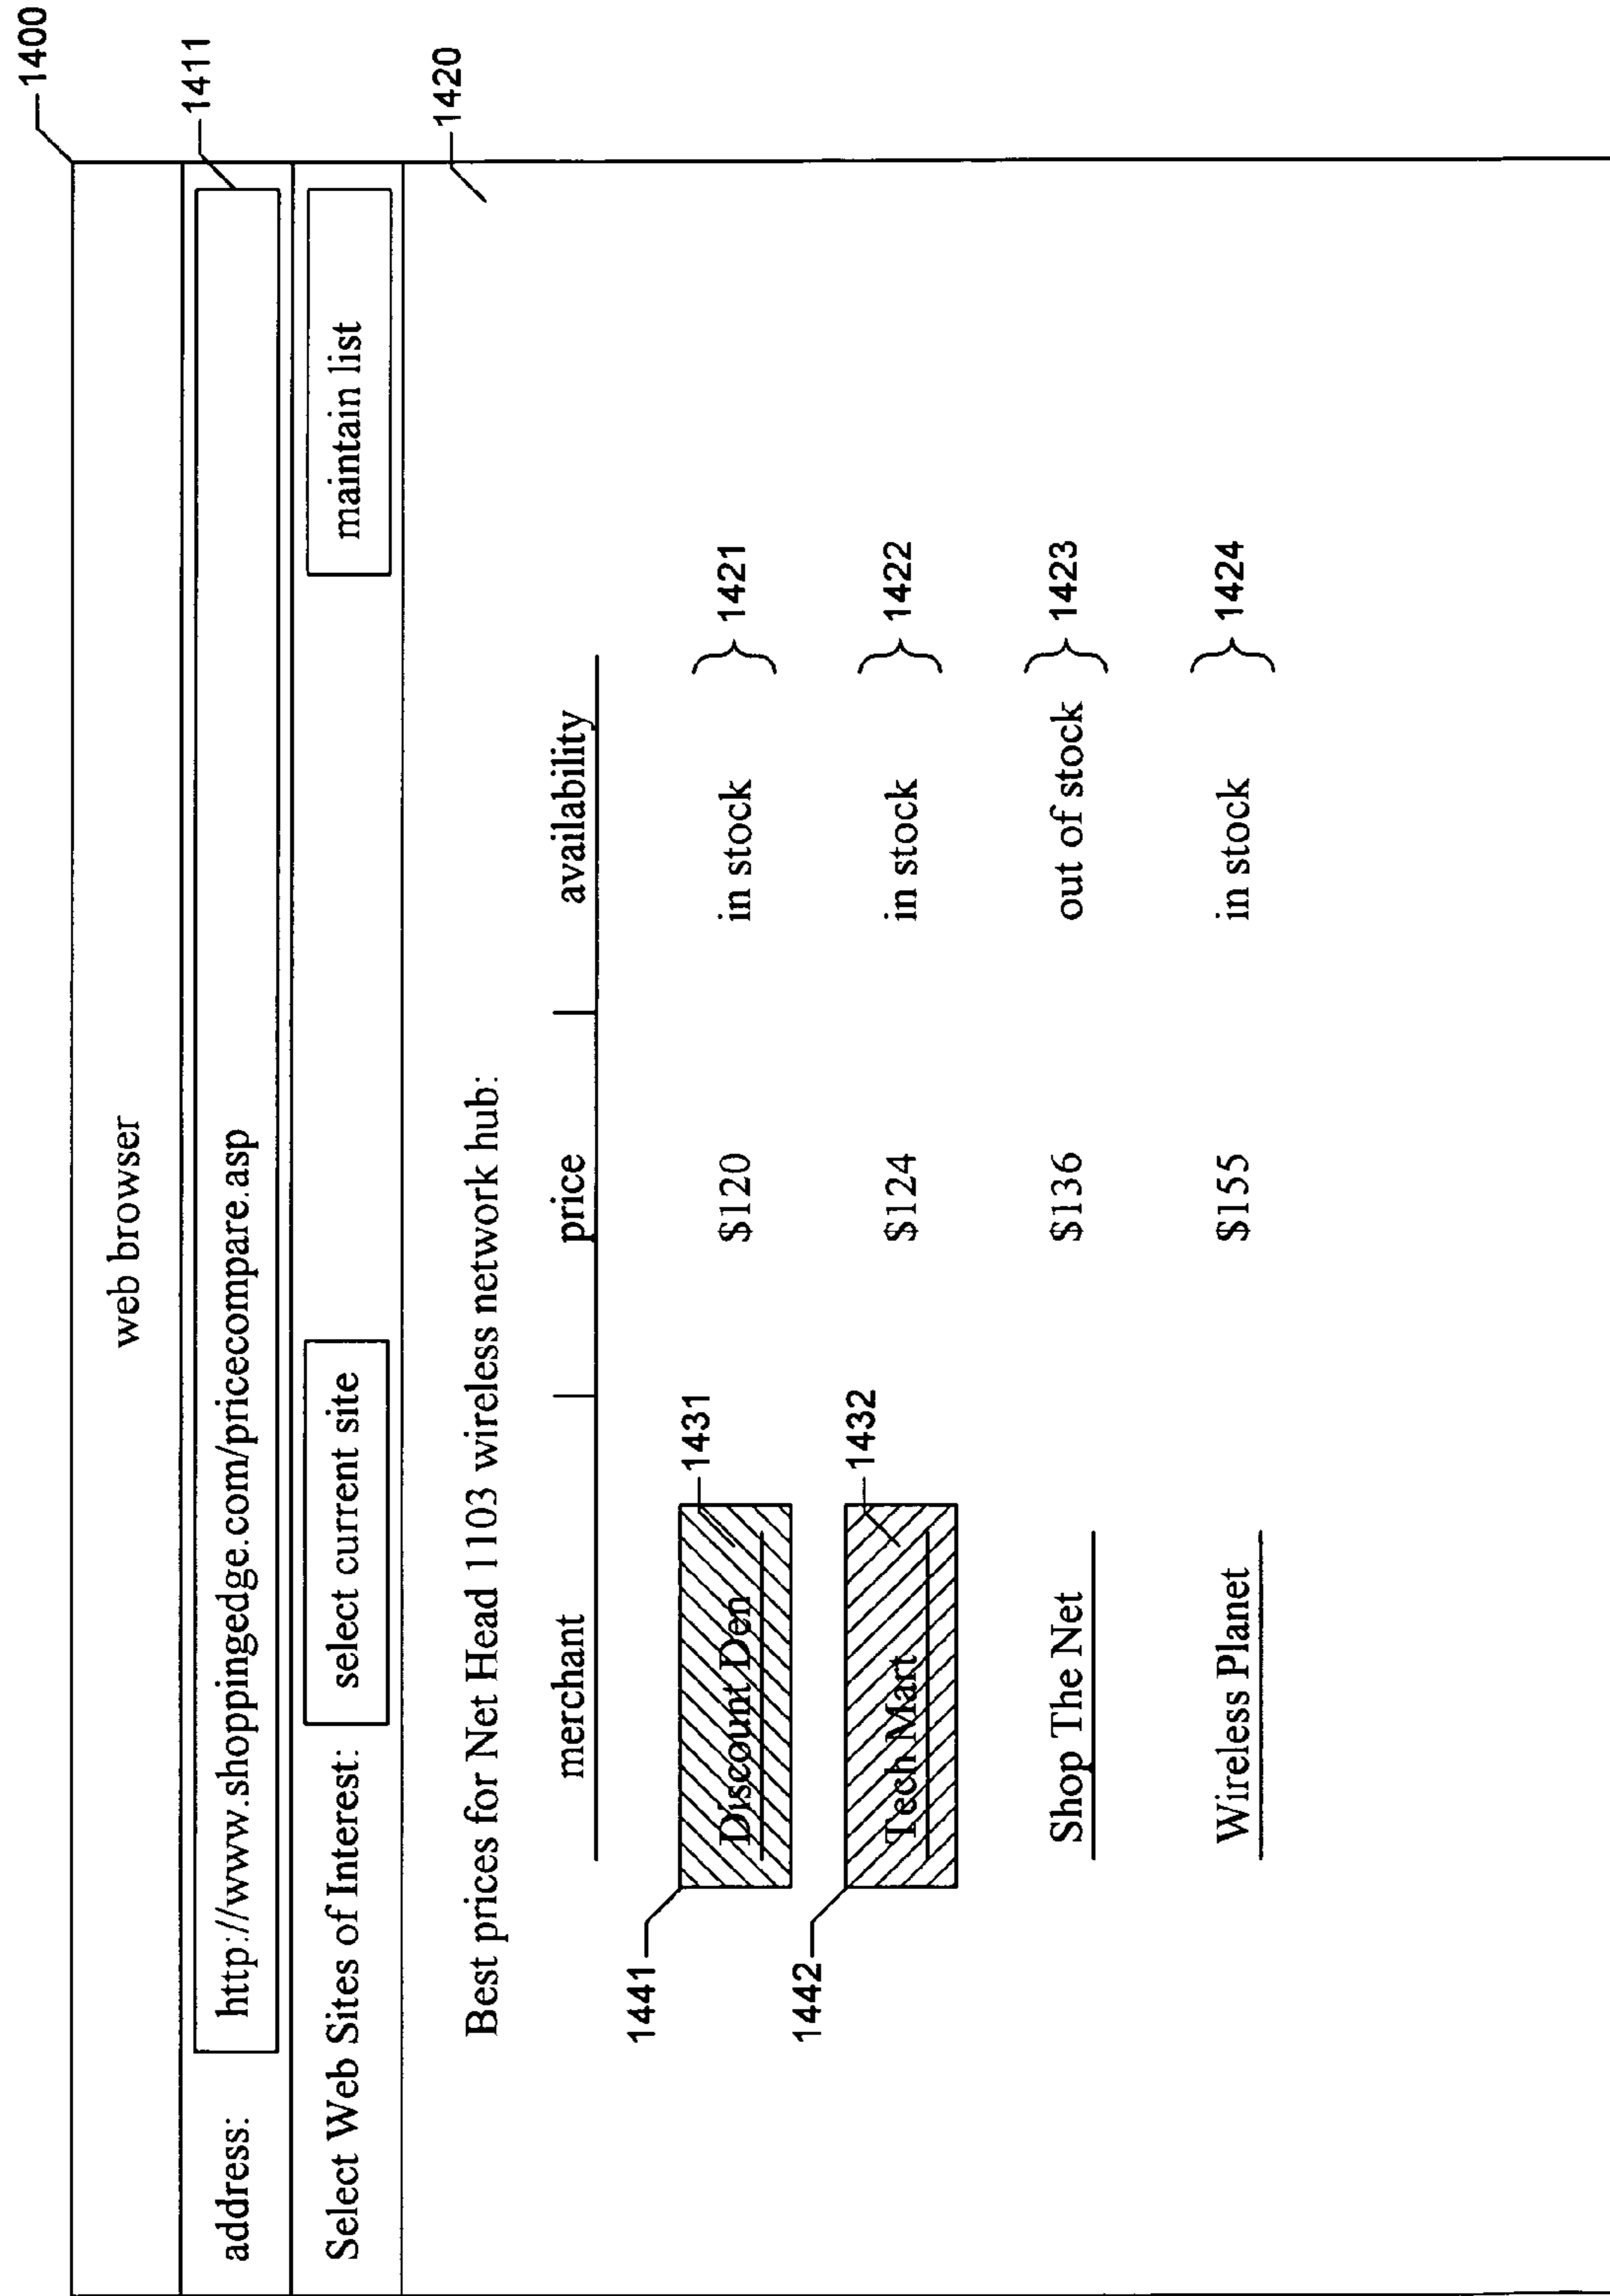 1400
web browser
address: http://www.shoppingedge.com/pricecompare.asp 1411
Select Web Sites of Interest: select current site maintain list
1420
Best prices for Net Head 1103 wireless network hub:
merchant price availability
1441 1431
Discount Den $120 in stock 1421
1442 1432
Tech Mart $124 in stock 1422
Shop The Net $136 out of stock 1423
Wireless Planet $155 in stock 1424